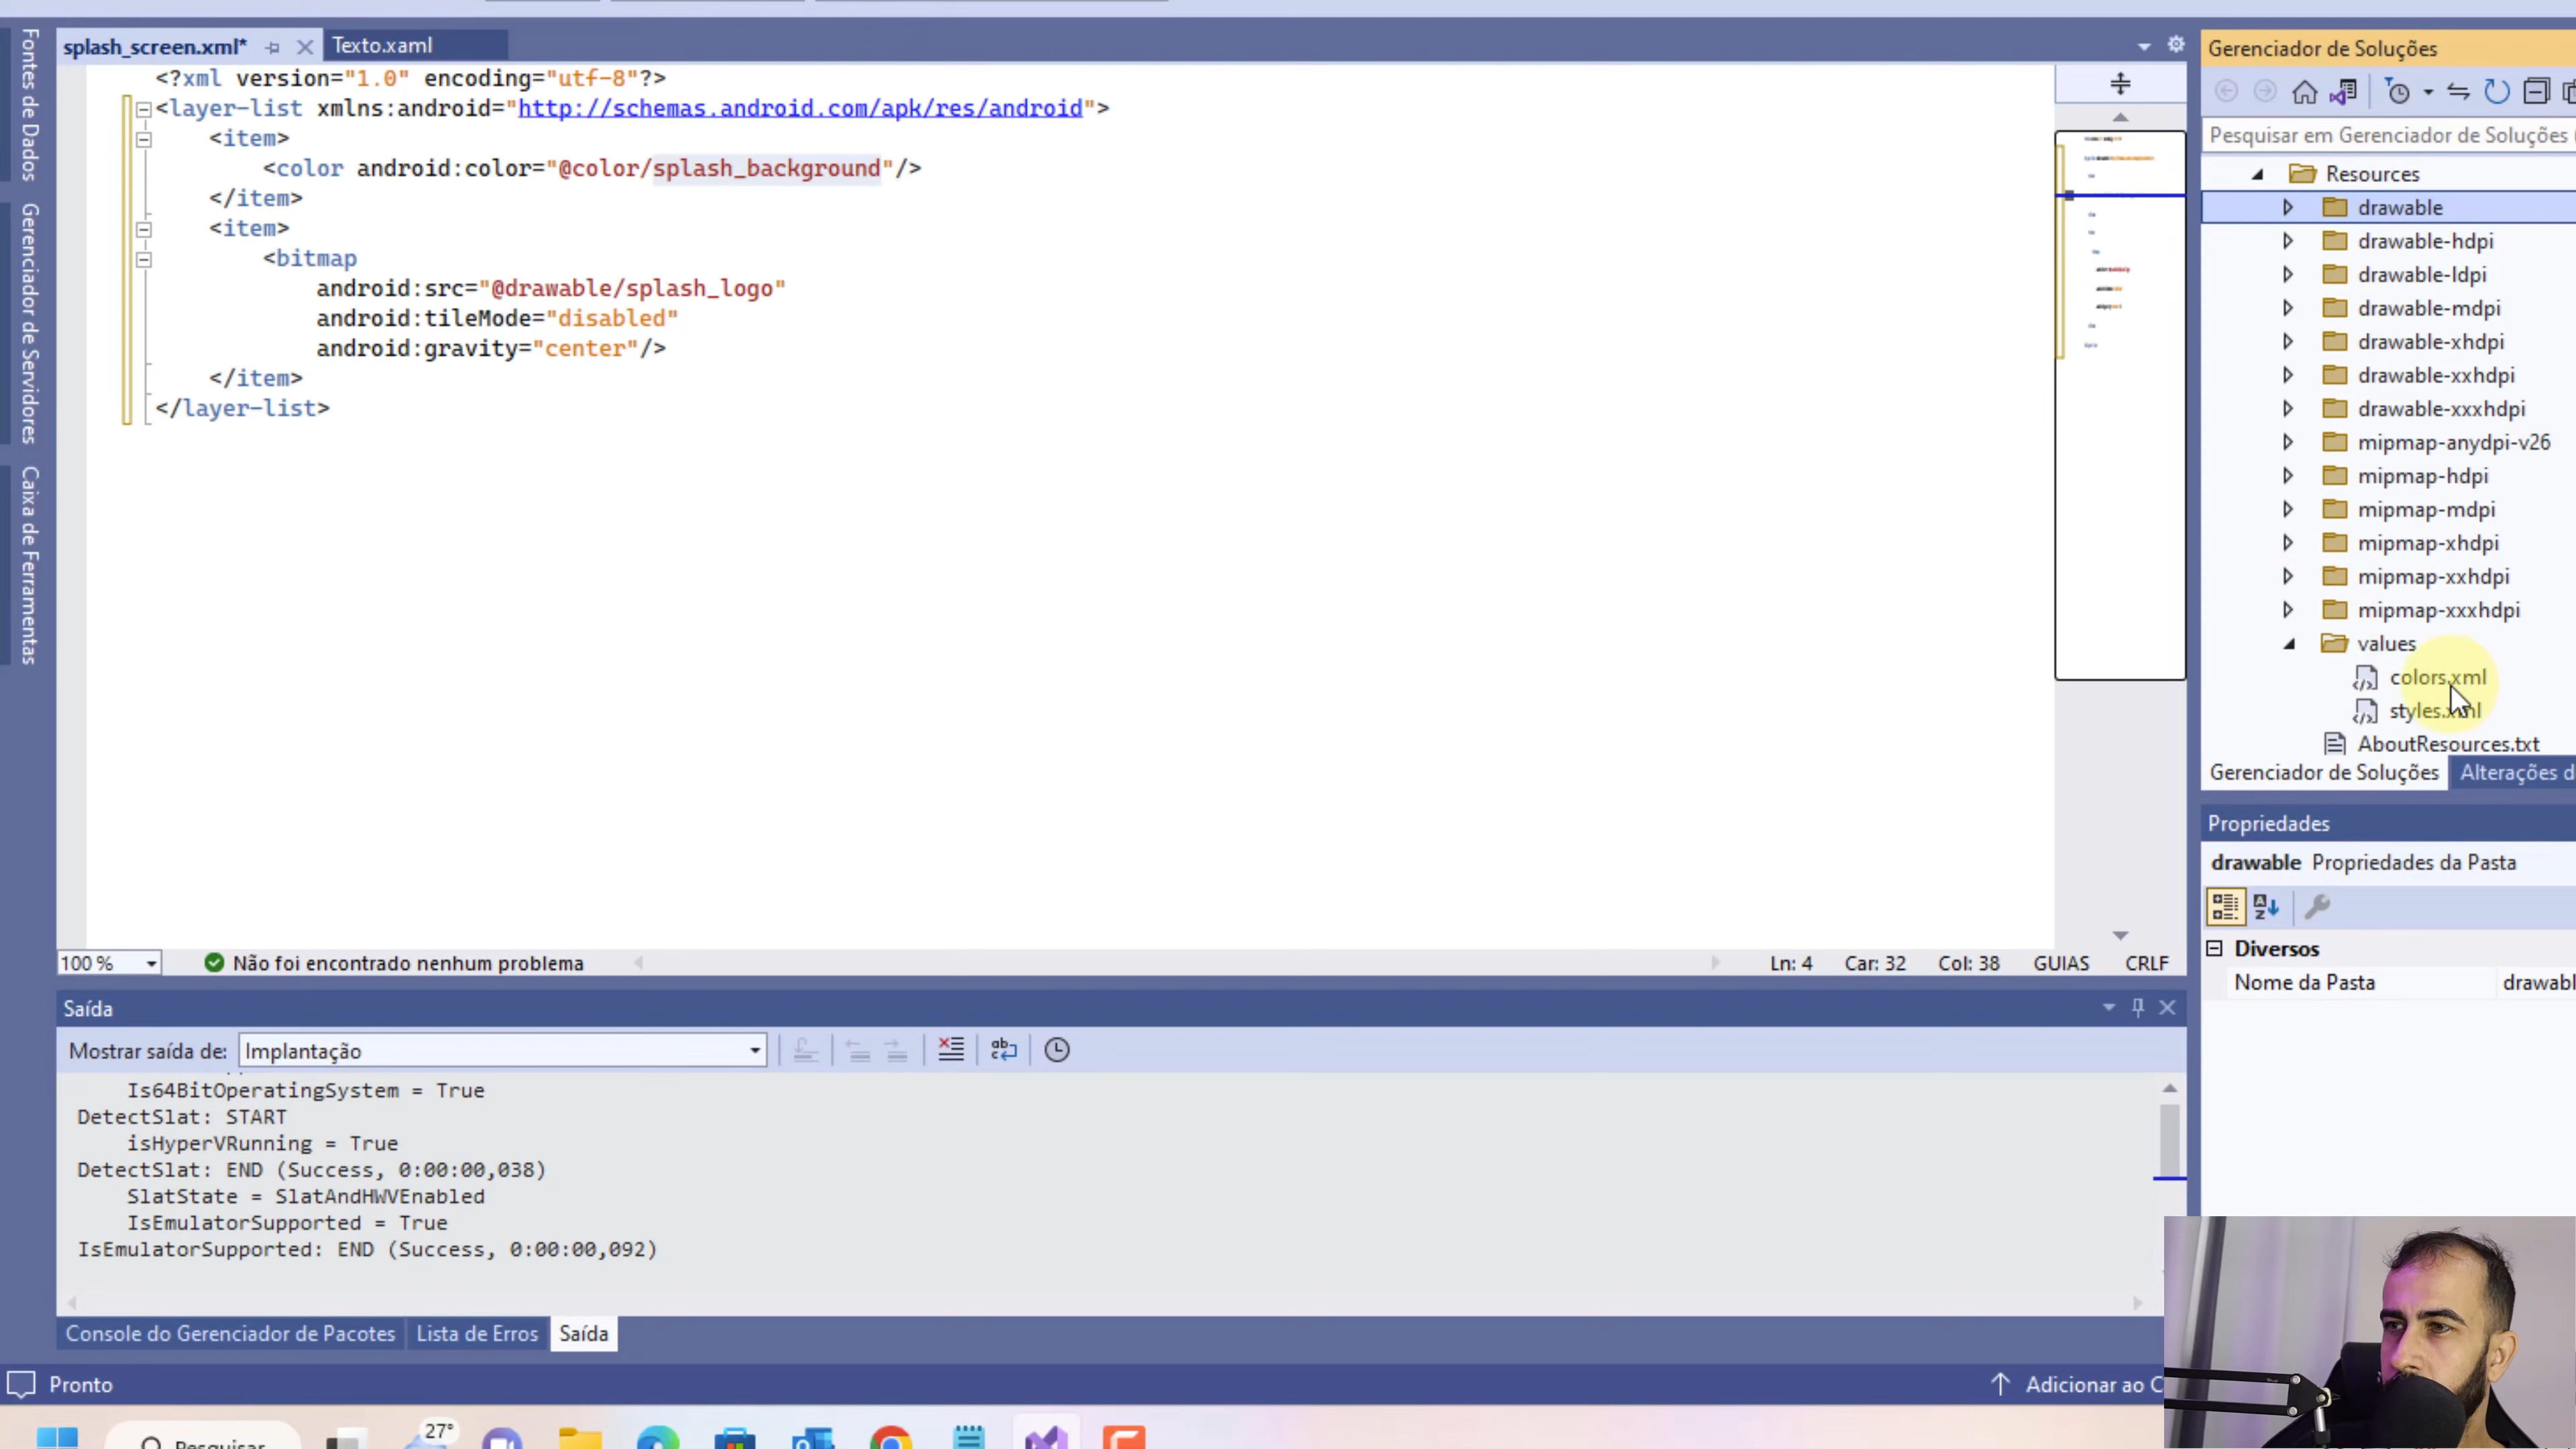 Fontes de Dados
Gerenciador de Servidores
Caixa de Ferramentas
splash_screen.xml*
Texto.xaml
<?xml version="1.0" encoding="utf-8"?>
<layer-list xmlns:android="http://schemas.android.com/apk/res/android">
<item>
<color android:color="@color/splash_background"/>
</item>
<item>
<bitmap
android:src="@drawable/splash_logo"
android:tileMode="disabled"
android:gravity="center"/>
</item>
</layer-list>
100 %
Não foi encontrado nenhum problema
Ln: 4 Car: 32 Col: 38 GUIAS CRLF
Saída
Mostrar saída de: Implantação
Is64BitOperatingSystem = True
DetectSlat: START
isHyperVRunning = True
DetectSlat: END (Success, 0:00:00,038)
SlatState = SlatAndHWVEnabled
IsEmulatorSupported = True
IsEmulatorSupported: END (Success, 0:00:00,092)
Console do Gerenciador de Pacotes
Lista de Erros
Saída
Pronto
Adicionar ao C
27°
Pesquisar
Gerenciador de Soluções
Pesquisar em Gerenciador de Soluções
Resources
drawable
drawable-hdpi
drawable-ldpi
drawable-mdpi
drawable-xhdpi
drawable-xxhdpi
drawable-xxxhdpi
mipmap-anydpi-v26
mipmap-hdpi
mipmap-mdpi
mipmap-xhdpi
mipmap-xxhdpi
mipmap-xxxhdpi
values
colors.xml
styles.xml
AboutResources.txt
Gerenciador de Soluções
Alterações d
Propriedades
drawable Propriedades da Pasta
Diversos
Nome da Pasta drawabl